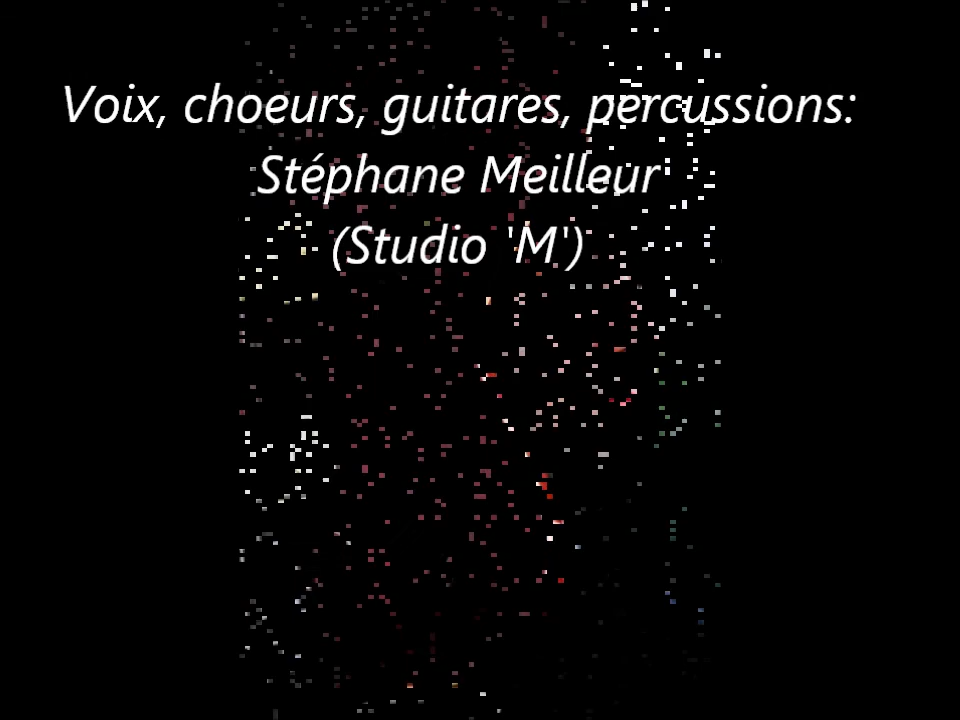 Voix, choeurs, guitares, percussions:
Stéphane Meilleur
(Studio 'M')